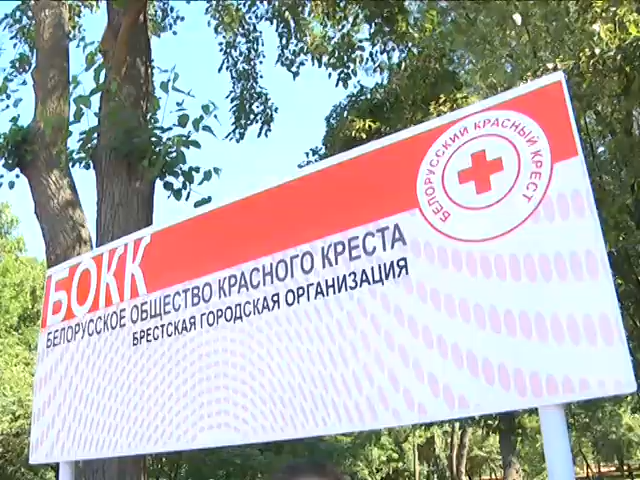 БОКК
БЕЛОРУССКОЕ ОБЩЕСТВО КРАСНОГО КРЕСТА
БРЕСТСКАЯ ГОРОДСКАЯ ОРГАНИЗАЦИЯ
БЕЛОРУССКИЙ КРАСНЫЙ КРЕСТ